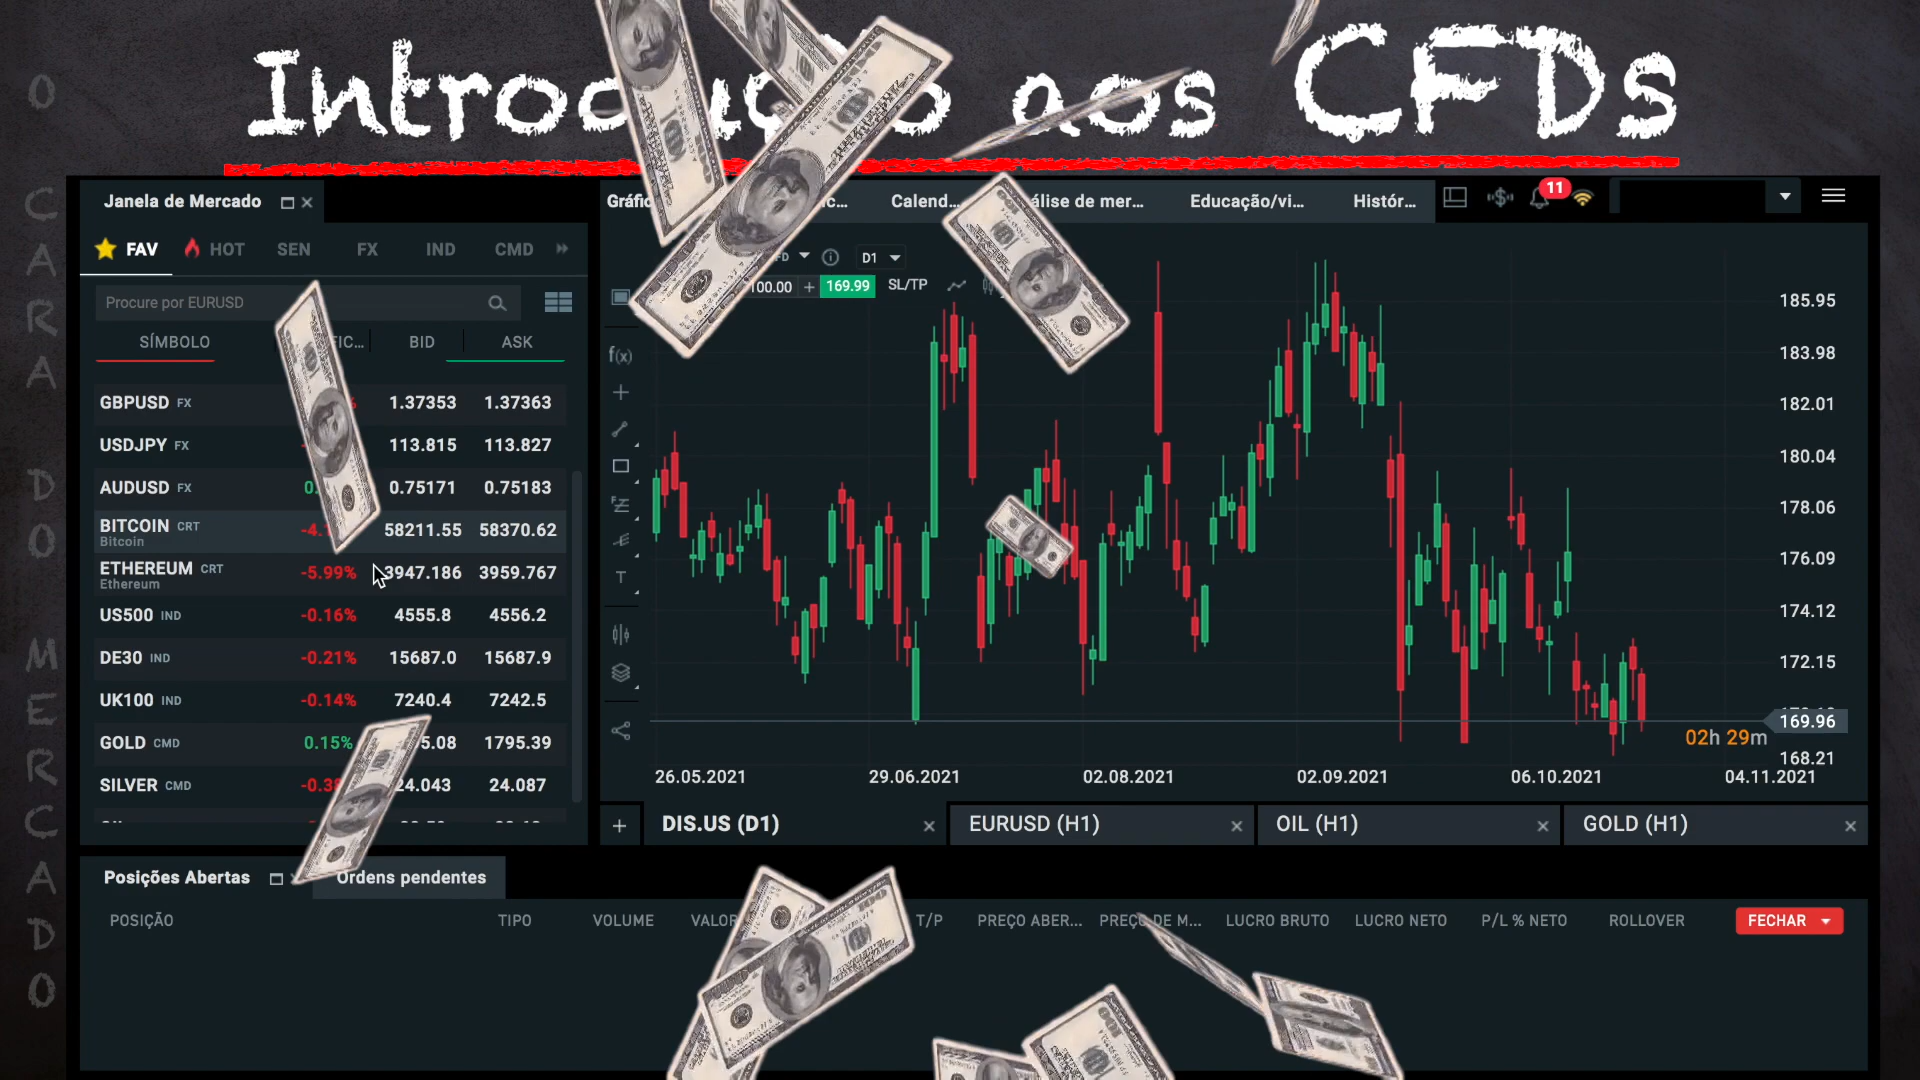 aos CFDs
O CARA DO MERCADO
Janela de Mercado
FAV HOT SEN FX IND CMD
Procure por EURUSD
SÍMBOLO BID ASK
GBPUSD FX 1.37353 1.37363
USDJPY FX 113.815 113.827
AUDUSD FX 0.75171 0.75183
BITCOIN CRT 58211.55 58370.62
Bitcoin
ETHEREUM CRT -5.99% 3947.186 3959.767
Ethereum
US500 IND -0.16% 4555.8 4556.2
DE30 IND -0.21% 15687.0 15687.9
UK100 IND -0.14% 7240.4 7242.5
GOLD CMD 0.15% 1795.39
SILVER CMD 24.043 24.087
Calend... Educação/vi... Histór...
11
D1
100.00 + 169.99 SL/TP
f(x)
T
185.95
183.98
182.01
180.04
178.06
176.09
174.12
172.15
169.96
02h 29m
168.21
26.05.2021 29.06.2021 02.08.2021 02.09.2021 06.10.2021 04.11.2021
+ DIS.US (D1) EURUSD (H1) OIL (H1) GOLD (H1)
Posições Abertas Ordens pendentes
POSIÇÃO TIPO VOLUME T/P PREÇO ABER... PREÇO DE M... LUCRO BRUTO LUCRO NETO P/L % NETO ROLLOVER FECHAR